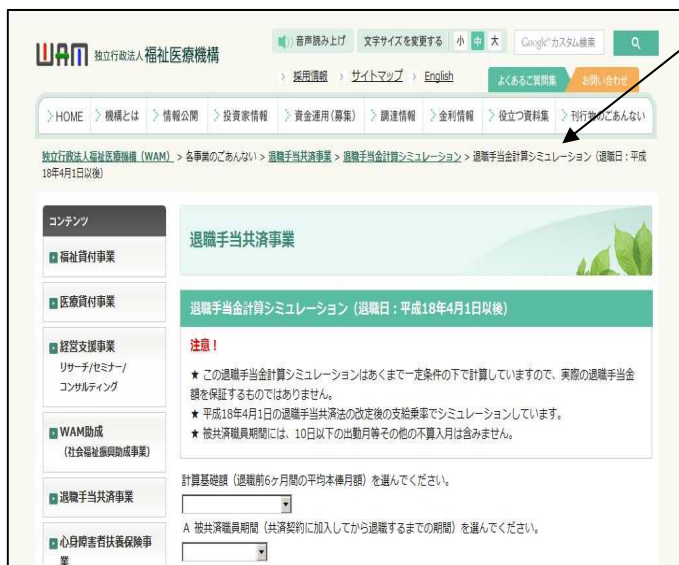 WAM 独立行政法人福祉医療機構
音声読み上げ 文字サイズを変更する 小 中 大 Google カスタム検索
> 採用情報 > サイトマップ > English よくあるご質問集 お問い合わせ
>HOME >機構とは >情報公開 >投資家情報 >資金運用(募集) >調達情報 >金利情報 >役立つ資料集 >刊行物のごあんない
独立行政法人福祉医療機構 (WAM) > 各事業のごあんない > 退職手当共済事業 > 退職手当金計算シミュレーション > 退職手当金計算シミュレーション (退職日：平成
18年4月1日以後)
コンテンツ
福祉貸付事業
医療貸付事業
経営支援事業
リサーチ/セミナー/
コンサルティング
WAM助成
(社会福祉振興助成事業)
退職手当共済事業
心身障害者扶養保険事
業
退職手当共済事業
退職手当金計算シミュレーション (退職日：平成18年4月1日以後)
注意！
★ この退職手当金計算シミュレーションはあくまで一定条件の下で計算していますので、実際の退職手当金
額を保証するものではありません。
★ 平成18年4月1日の退職手当共済法の改定後の支給乗率でシミュレーションしています。
★ 被共済職員期間には、10日以下の出勤月等その他の不算入月は含みません。
計算基礎額（退職前6ヶ月間の平均本俸月額）を選んでください。
A 被共済職員期間（共済契約に加入してから退職するまでの期間）を選んでください。